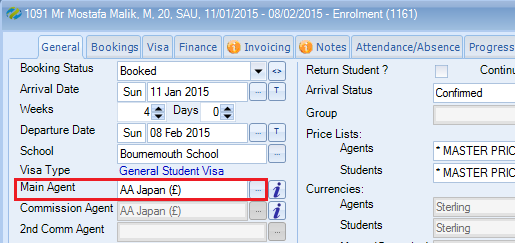 1091 Mr Mostafa Malik, M, 20, SAU, 11/01/2015 - 08/02/2015 - Enrolment (1161)
General Bookings Visa Finance Invoicing Notes Attendance/Absence Progress
Booking Status Booked <> Return Student ? Contin
Arrival Date Sun 11 Jan 2015 ... T Arrival Status Confirmed
Weeks 4 Days 0 Group
Departure Date Sun 08 Feb 2015 ... T Price Lists:
School Bournemouth School ... Agents * MASTER PRIC
Visa Type General Student Visa Students * MASTER PRIC
Main Agent AA Japan (£) ... i Currencies:
Commission Agent AA Japan (£) ... i Agents Sterling
2nd Comm Agent ... Students Sterling